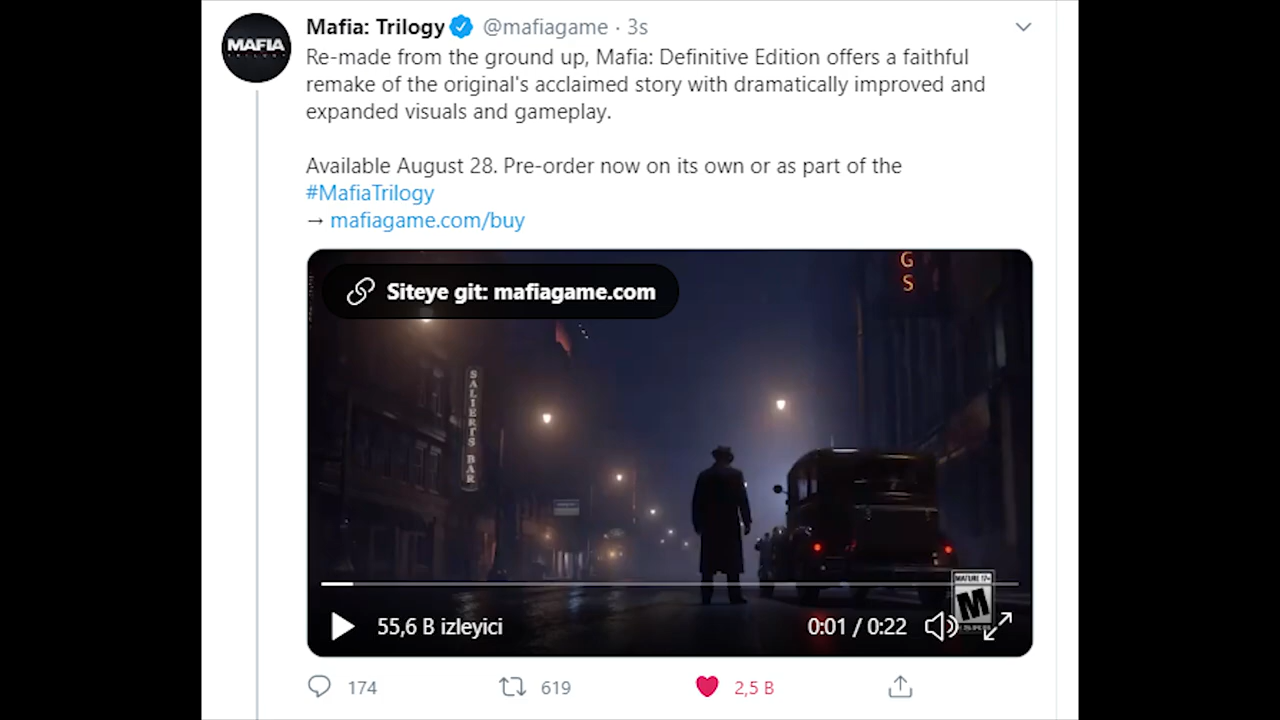 MAFIA
TRILOGY
Mafia: Trilogy @mafiagame · 3s
Re-made from the ground up, Mafia: Definitive Edition offers a faithful
remake of the original's acclaimed story with dramatically improved and
expanded visuals and gameplay.
Available August 28. Pre-order now on its own or as part of the
#MafiaTrilogy
→ mafiagame.com/buy
Siteye git: mafiagame.com
G
S
SALIERI'S BAR
MATURE 17+
M
55,6 B izleyici
0:01 / 0:22
174
619
2,5 B